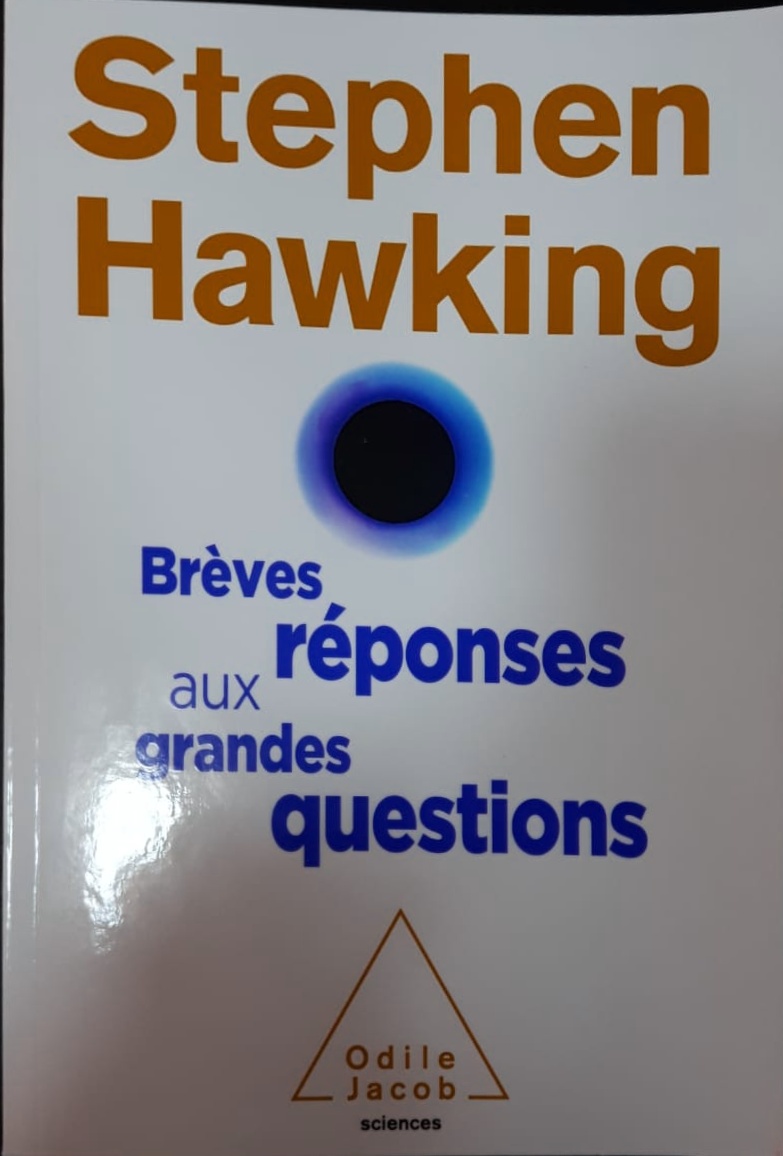 Stephen
Hawking
Brèves
réponses
aux
grandes
questions
Odile
Jacob
sciences